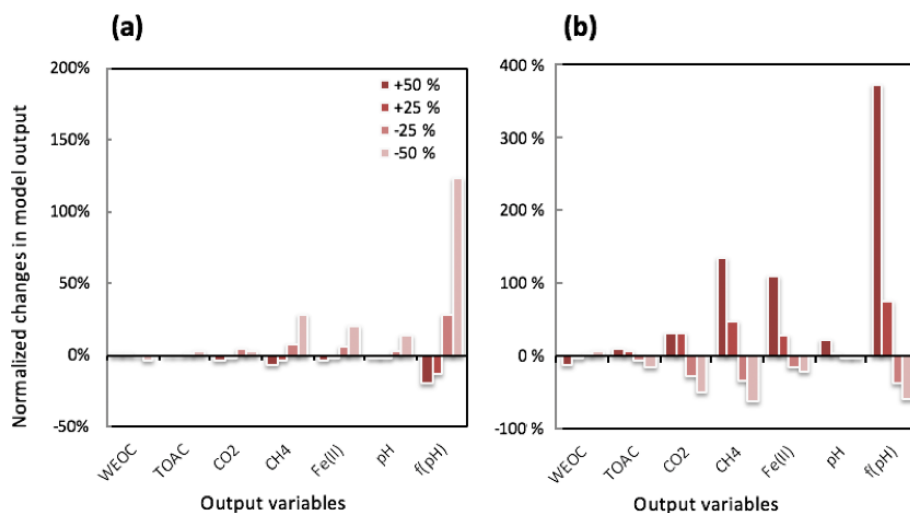 (a)
(b)
Normalized changes in model output
200%
150%
100%
50%
0%
-50%
+50 %
+25 %
-25 %
-50 %
WEOC
TOAC
CO2
CH4
Fe(II)
pH
f(pH)
Output variables
400 %
300 %
200 %
100 %
0 %
-100 %
WEOC
TOAC
CO2
CH4
Fe(II)
pH
f(pH)
Output variables